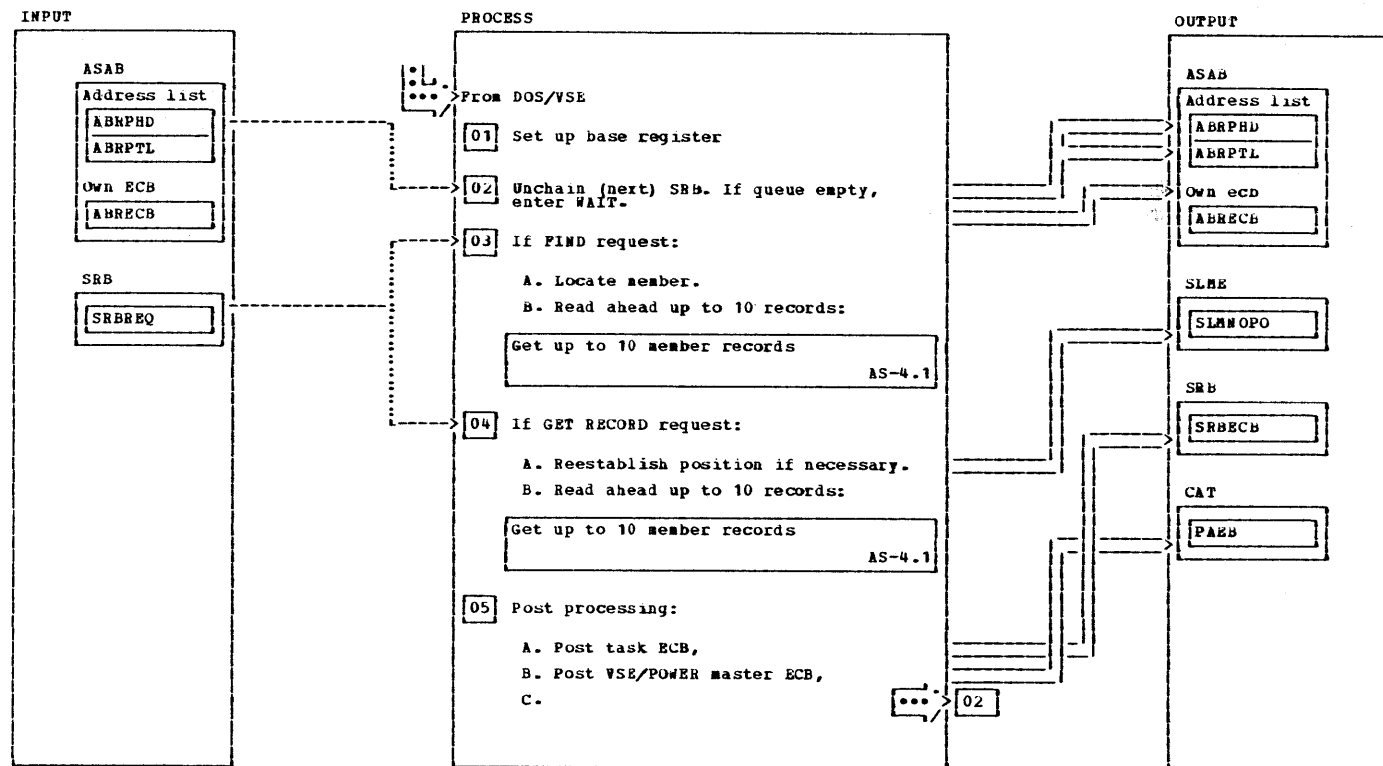 INPUT
ASAB
Address list
ABRPHD
ABRPTL
Own ECB
ABRECB
SRB
SRBREQ
PROCESS
From DOS/VSE
01 Set up base register
02 Unchain (next) SRB. If queue empty,
enter WAIT.
03 If FIND request:
A. Locate member.
B. Read ahead up to 10 records:
Get up to 10 member records
AS-4.1
04 If GET RECORD request:
A. Reestablish position if necessary.
B. Read ahead up to 10 records:
Get up to 10 member records
AS-4.1
05 Post processing:
A. Post task ECB,
B. Post VSE/POWER master ECB,
C.
02
OUTPUT
ASAB
Address list
ABRPHD
ABRPTL
Own ecb
ABRECB
SLME
SLMNOPO
SRB
SRBECB
CAT
PAEB